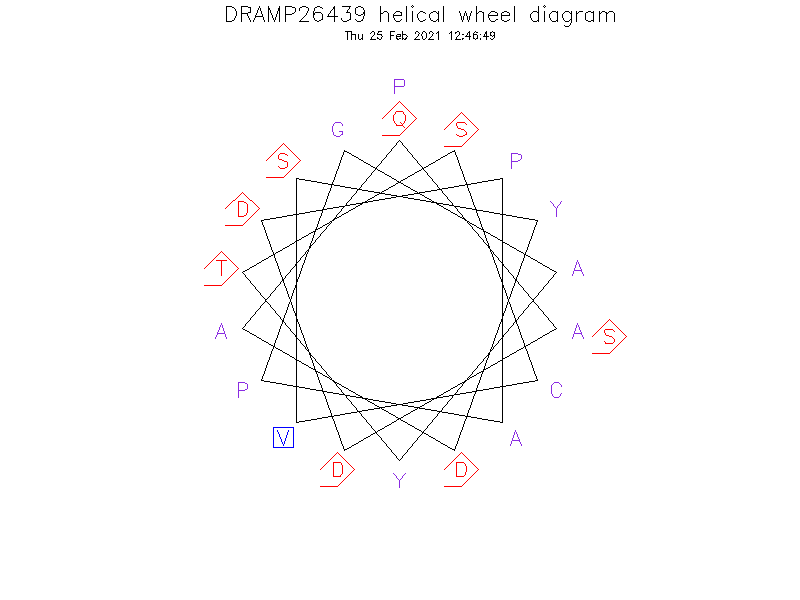 DRAMP26439 helical wheel diagram
Thu 25 Feb 2021 12:46:49
P
Q
G S
S P
D Y
T A
A A S
P C
V A
D D
Y